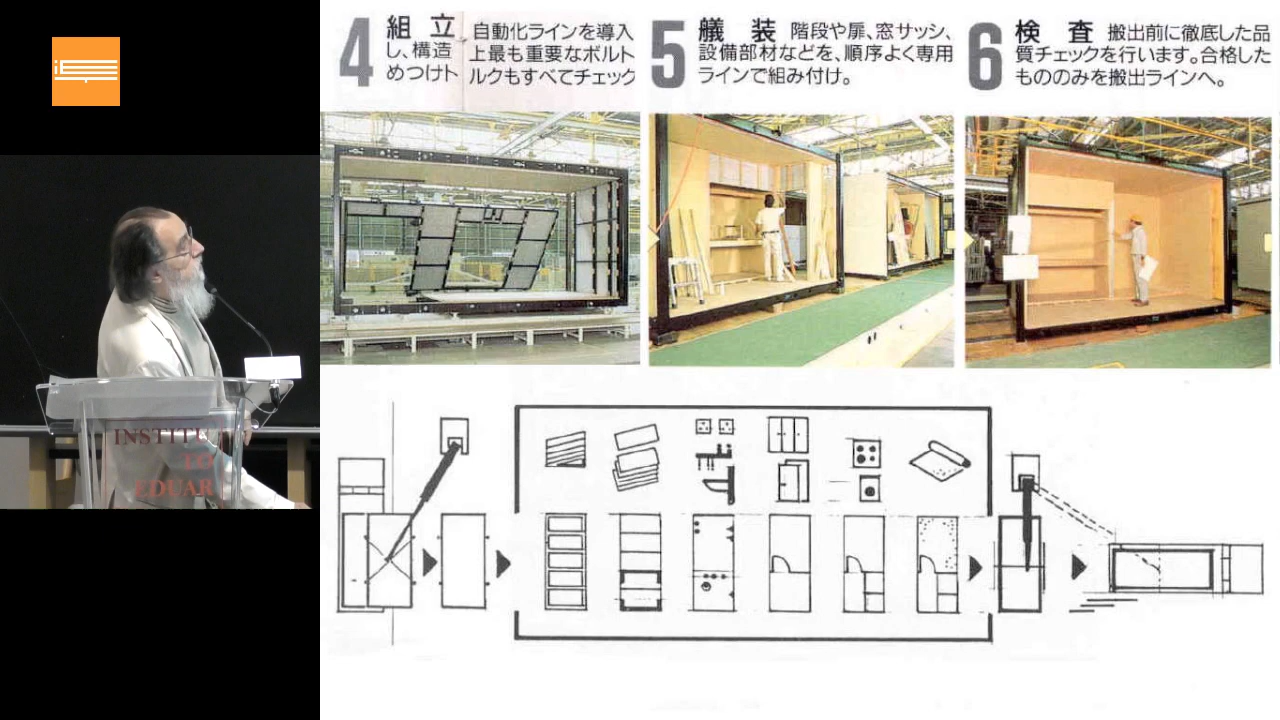 4 組立 自動化ラインを導入
し、構造 上最も重要なボルト
めつけト ルクもすべてチェック
5 艤装 階段や扉、窓サッシ、
設備部材などを、順序よく専用
ラインで組み付け。
6 検査 搬出前に徹底した品
質チェックを行います。合格した
もののみを搬出ラインへ。
INSTITU
TO
EDUAR